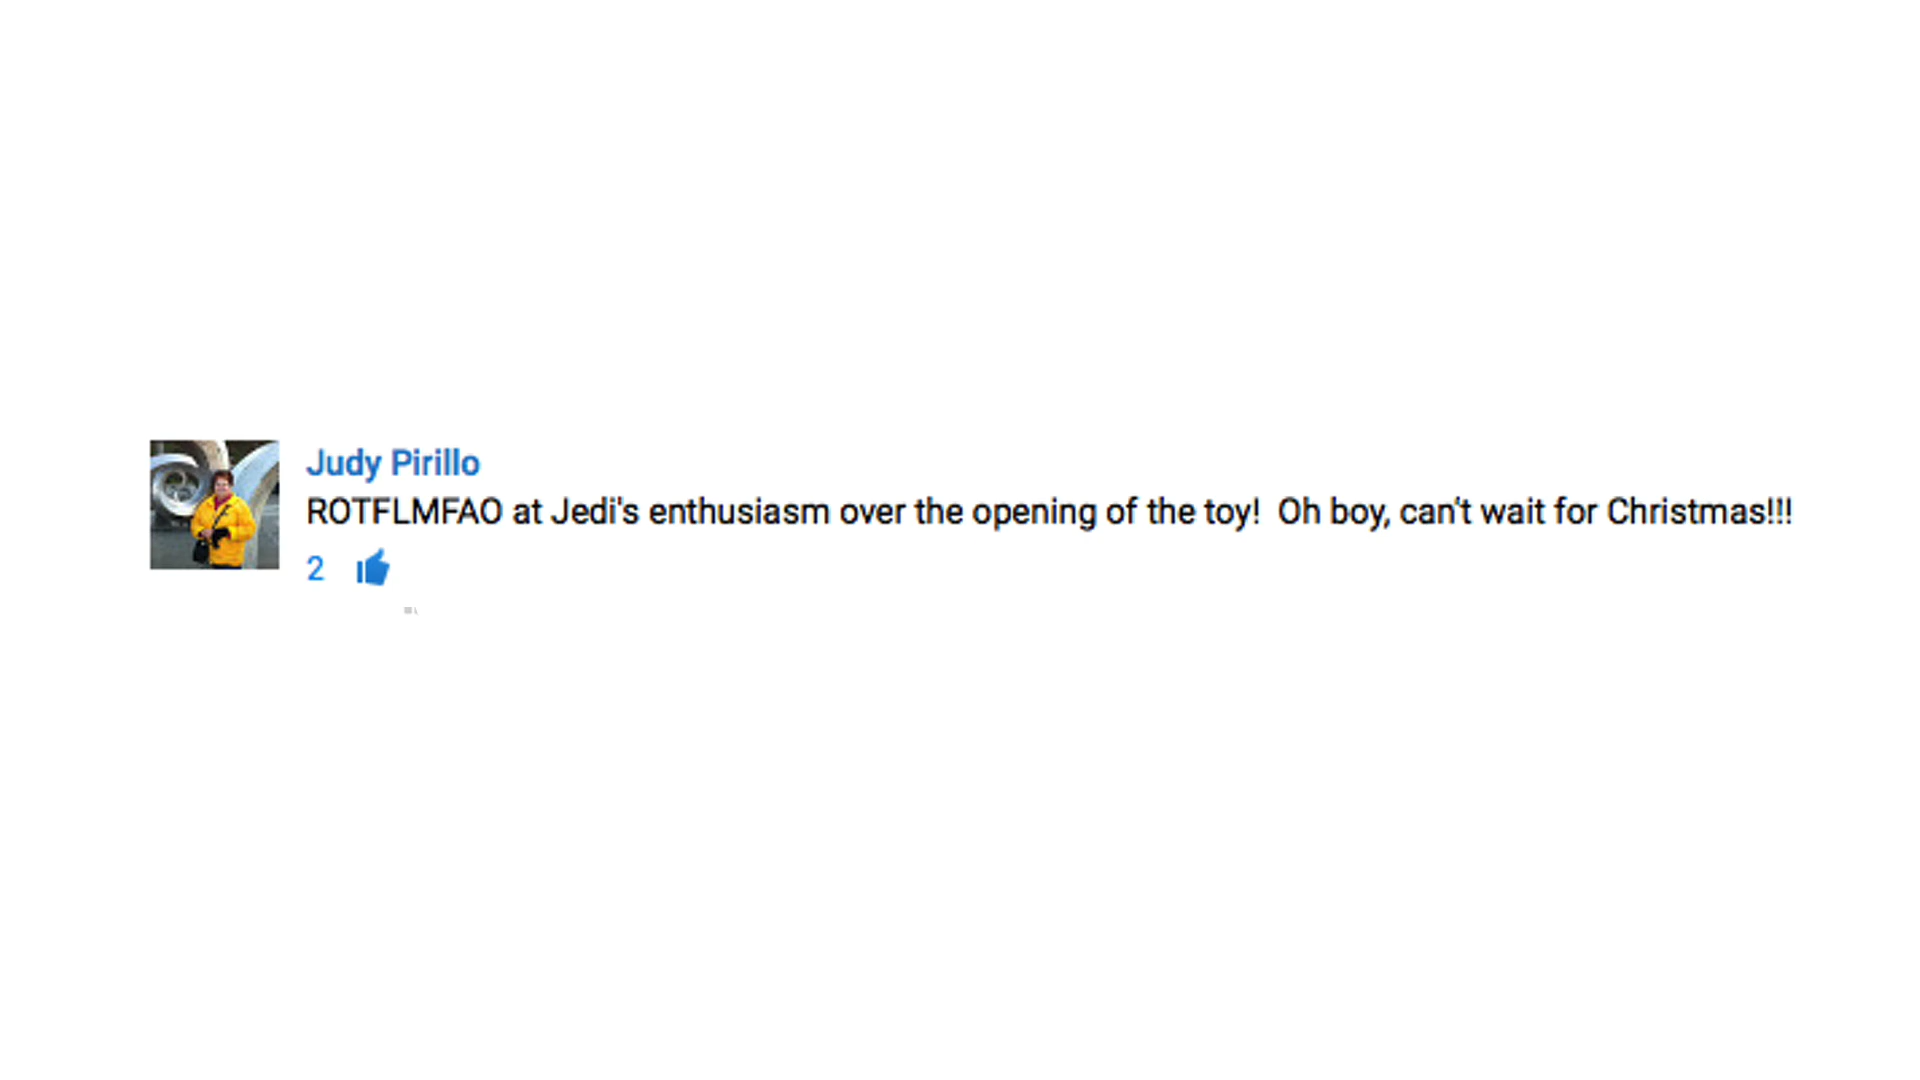 Judy Pirillo
ROTFLMFAO at Jedi's enthusiasm over the opening of the toy!  Oh boy, can't wait for Christmas!!!
2